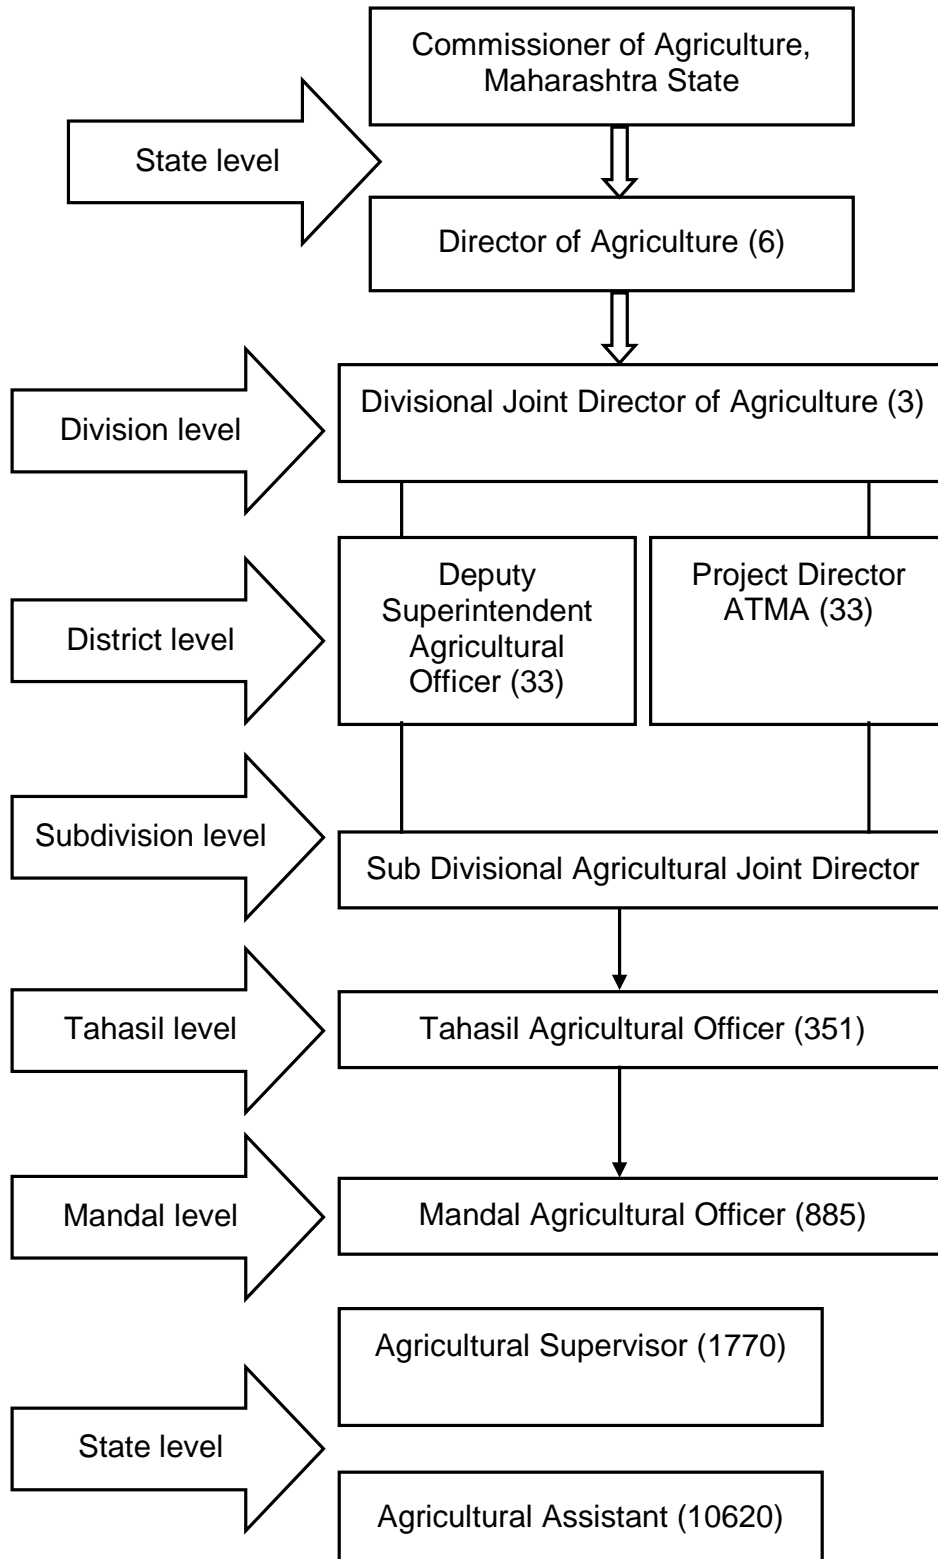 Commissioner of Agriculture,
Maharashtra State
State level
Director of Agriculture (6)
Divisional Joint Director of Agriculture (3)
Division level
Deputy
Superintendent
Agricultural
Officer (33)
Project Director
ATMA (33)
District level
Subdivision level
Sub Divisional Agricultural Joint Director
Tahasil level
Tahasil Agricultural Officer (351)
Mandal level
Mandal Agricultural Officer (885)
Agricultural Supervisor (1770)
State level
Agricultural Assistant (10620)